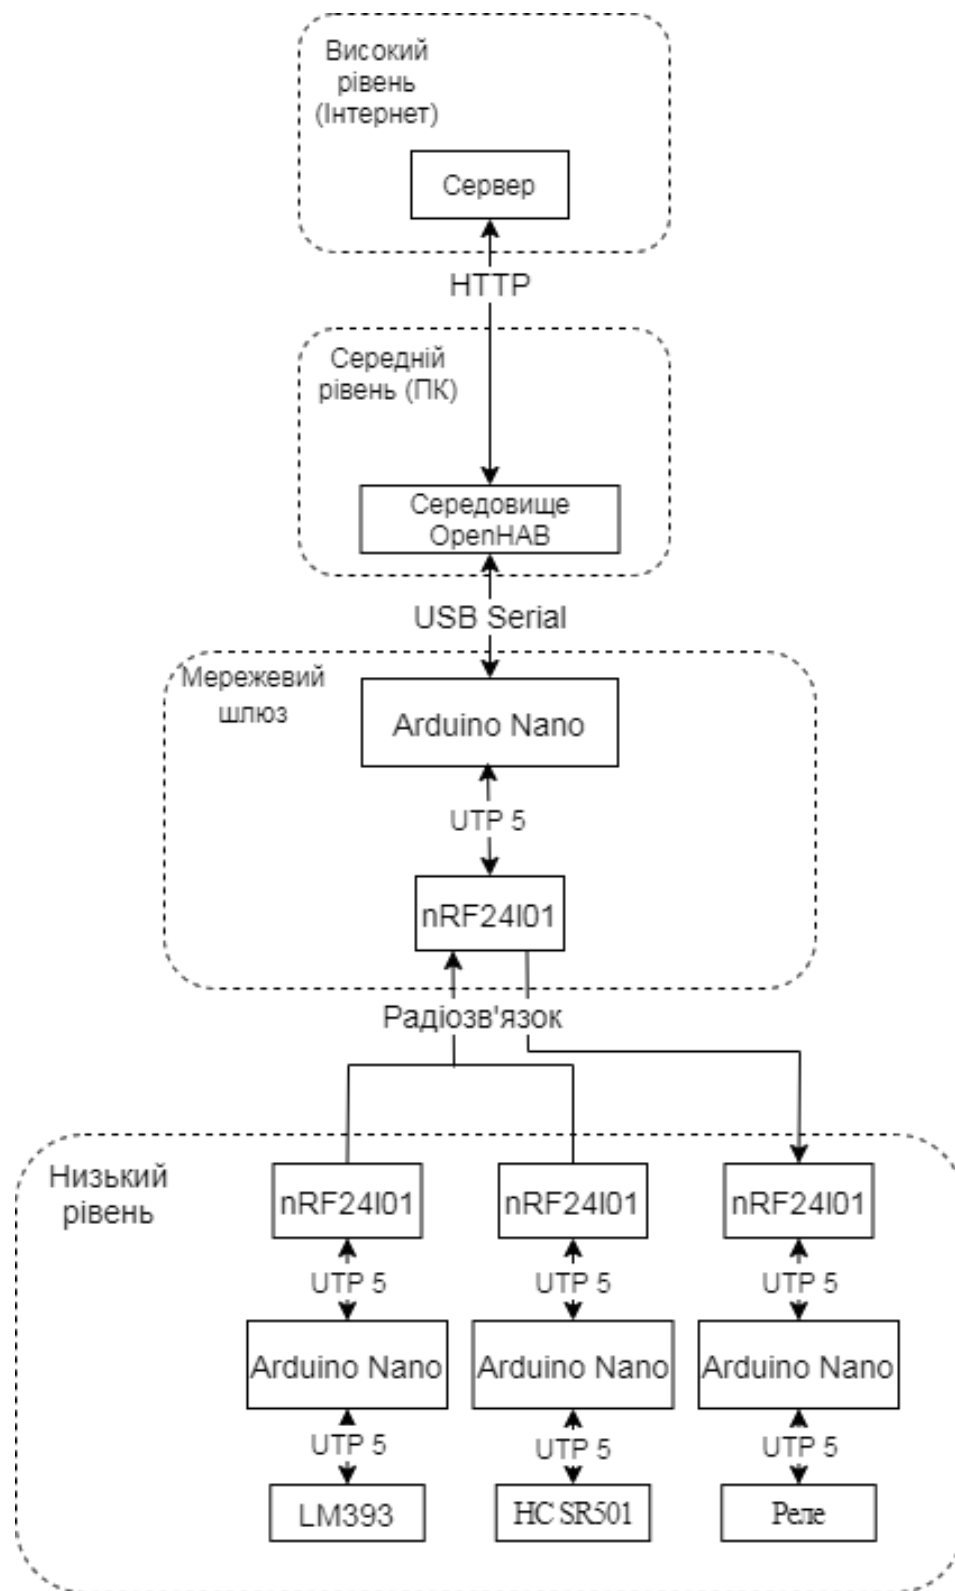 Високий
рівень
(Інтернет)
Сервер
HTTP
Середній
рівень (ПК)
Середовище
OpenHAB
USB Serial
Мережевий
шлюз
Arduino Nano
UTP 5
nRF24l01
Радіозв'язок
Низький
рівень
nRF24l01
nRF24l01
nRF24l01
UTP 5
UTP 5
UTP 5
Arduino Nano
Arduino Nano
Arduino Nano
UTP 5
UTP 5
UTP 5
LM393
HC SR501
Реле